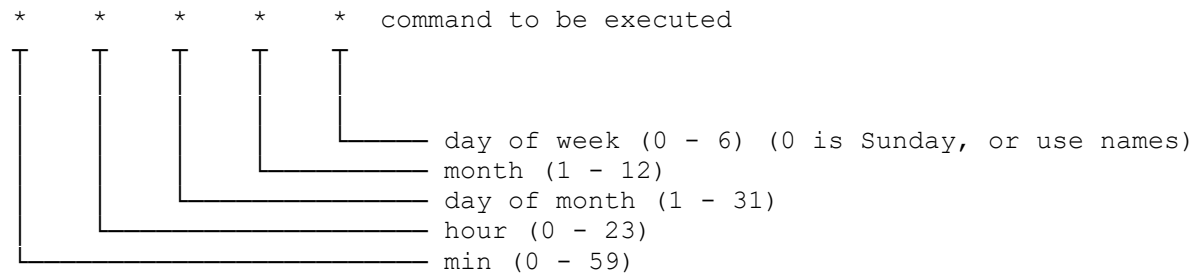 * * * * * command to be executed
day of week (0 - 6) (0 is Sunday, or use names)
month (1 - 12)
day of month (1 - 31)
hour (0 - 23)
min (0 - 59)